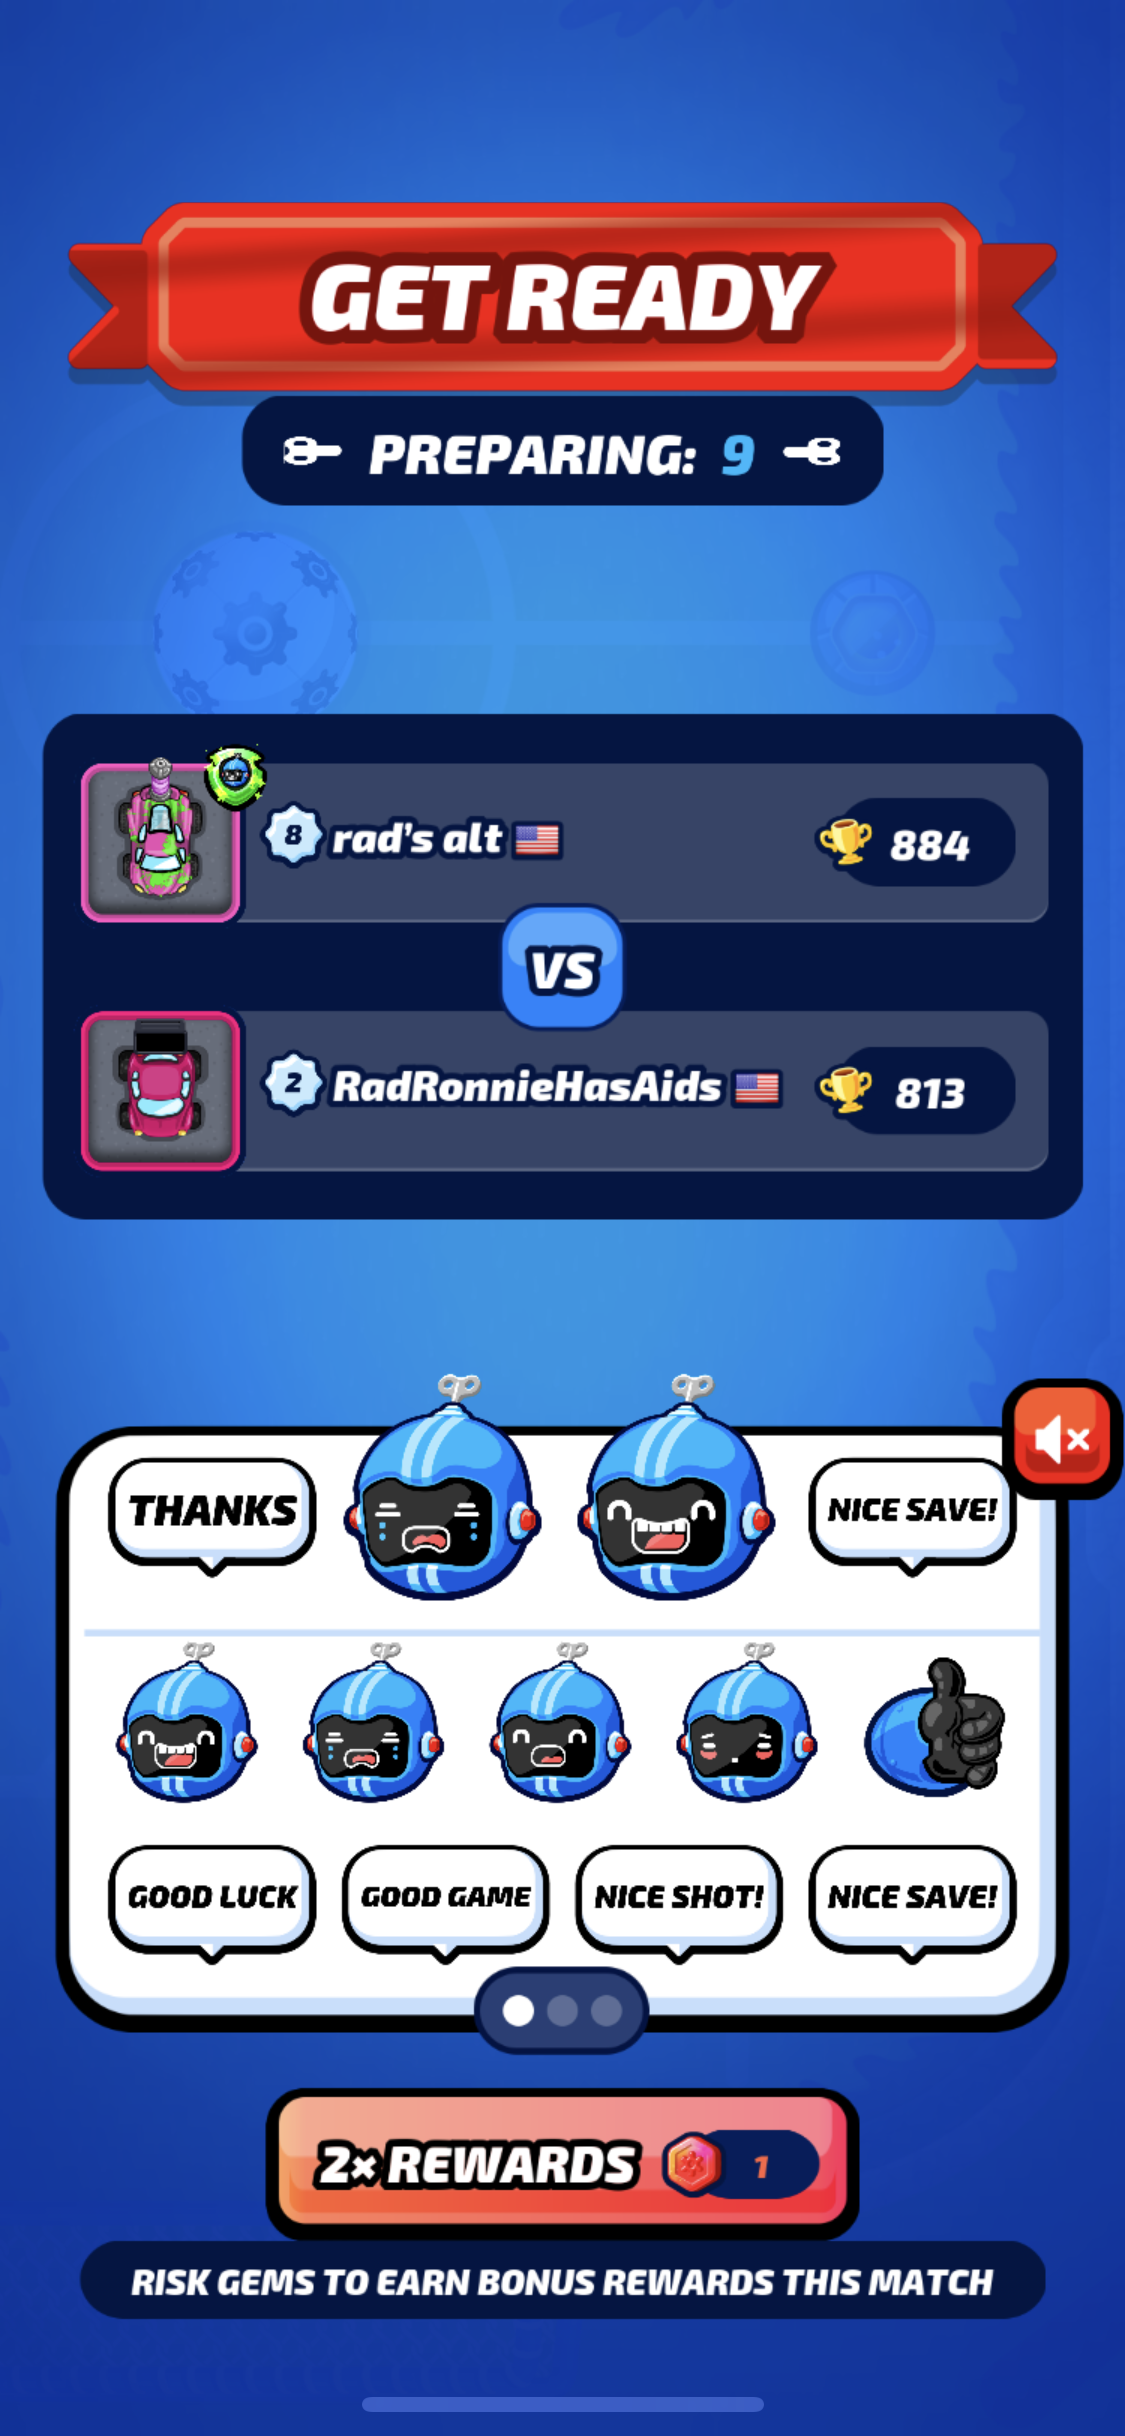 GET READY
PREPARING: 9
8 rad's alt 884
VS
2 RadRonnieHasAids 813
THANKS NICE SAVE!
GOOD LUCK GOOD GAME NICE SHOT! NICE SAVE!
2x REWARDS 1
RISK GEMS TO EARN BONUS REWARDS THIS MATCH